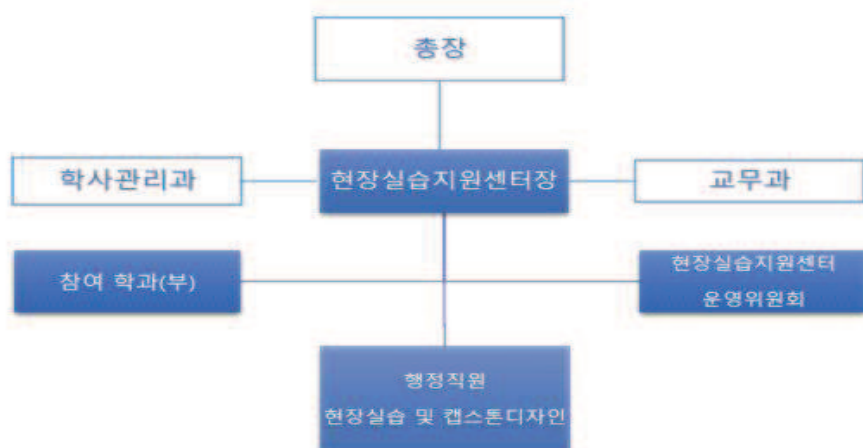 총장
학사관리과
현장실습지원센터장
교무과
참여 학과(부)
현장실습지원센터
운영위원회
행정직원
현장실습 및 캡스톤디자인